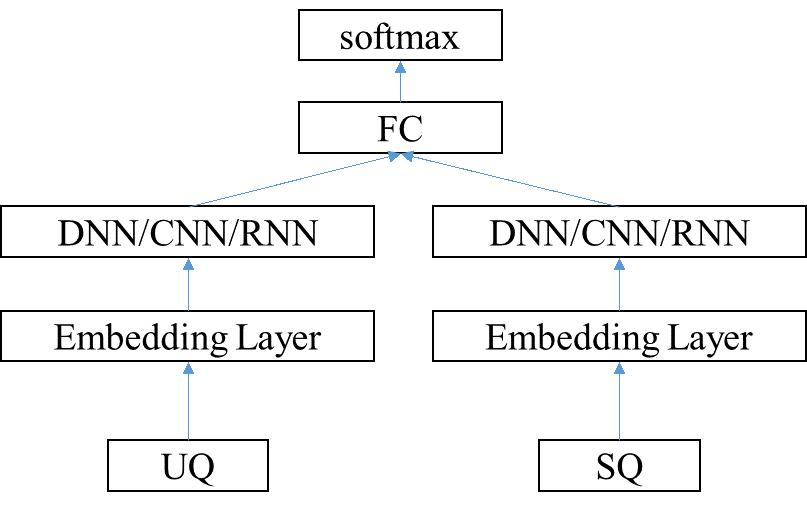 softmax
FC
DNN/CNN/RNN
DNN/CNN/RNN
Embedding Layer
Embedding Layer
UQ
SQ